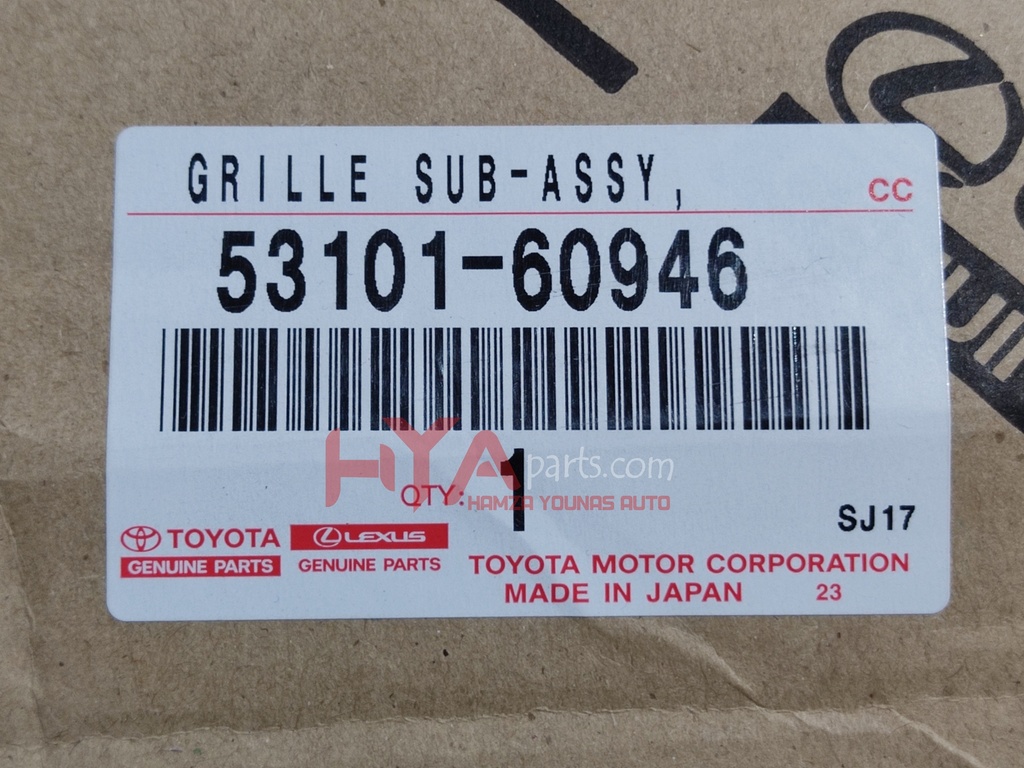 GRILLE SUB-ASSY,
CC
53101-60946
HYAparts.com
QTY: 1
HAMZA YOUNAS AUTO
SJ17
TOYOTA
GENUINE PARTS
LEXUS
GENUINE PARTS
TOYOTA MOTOR CORPORATION
MADE IN JAPAN 23